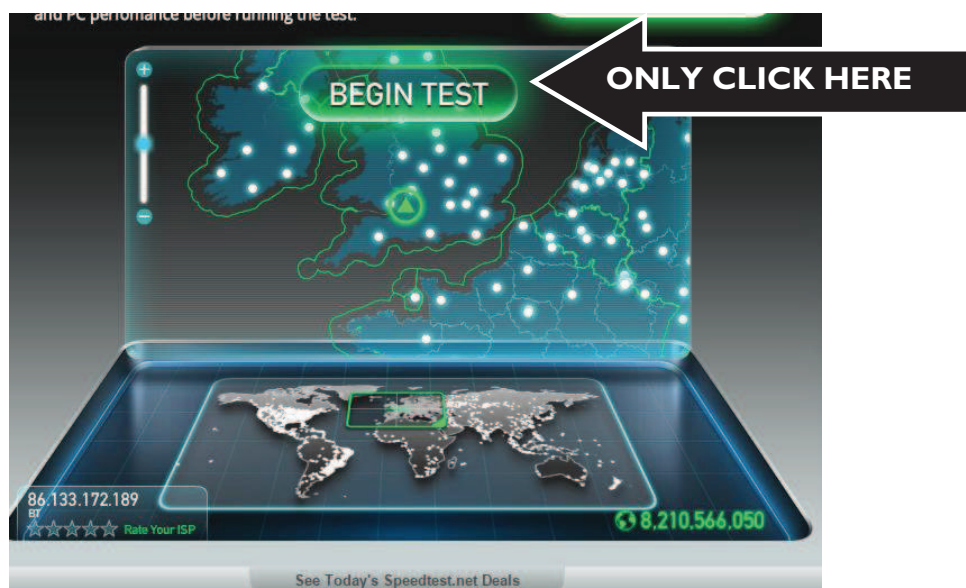 and PC perfomance before running the test.
BEGIN TEST
ONLY CLICK HERE
86.133.172.189
BT
Rate Your ISP
8,210,566,050
See Today's Speedtest.net Deals